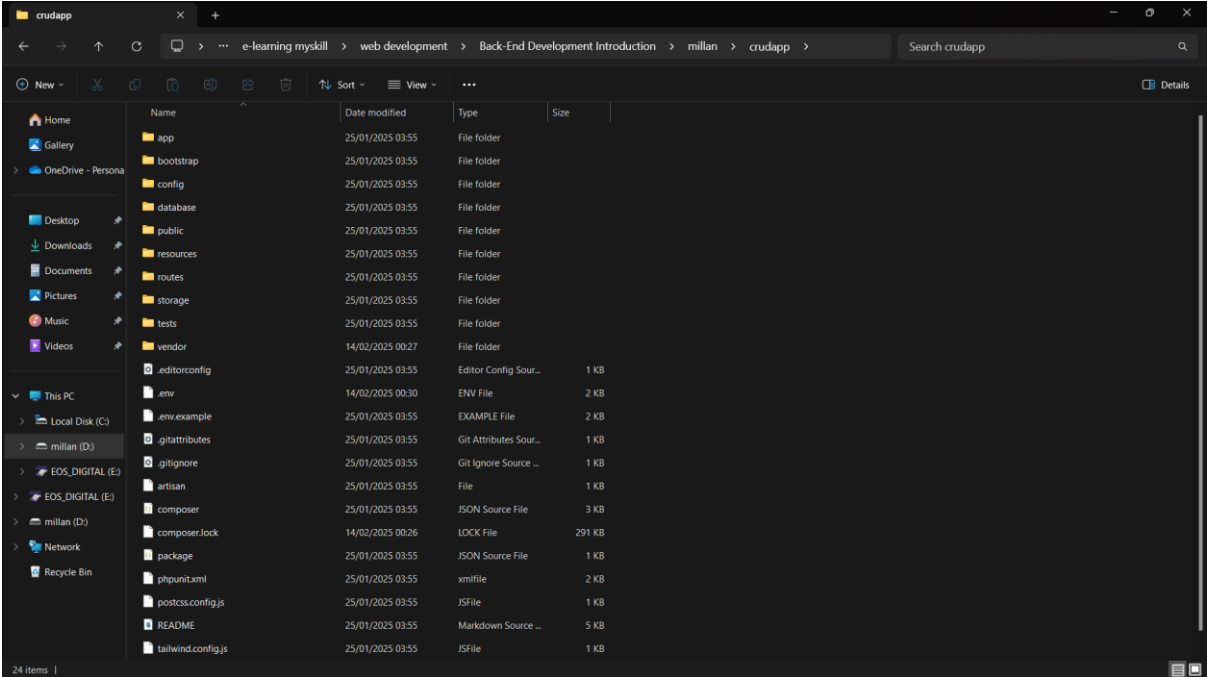 crudapp
e-learning myskill > web development > Back-End Development Introduction > millan > crudapp >
Search crudapp
New Sort View Details
Name Date modified Type Size
Home
Gallery
OneDrive - Persona
Desktop
Downloads
Documents
Pictures
Music
Videos
This PC
Local Disk (C:)
millan (D:)
EOS_DIGITAL (E:)
EOS_DIGITAL (E:)
millan (D:)
Network
Recycle Bin
app 25/01/2025 03:55 File folder
bootstrap 25/01/2025 03:55 File folder
config 25/01/2025 03:55 File folder
database 25/01/2025 03:55 File folder
public 25/01/2025 03:55 File folder
resources 25/01/2025 03:55 File folder
routes 25/01/2025 03:55 File folder
storage 25/01/2025 03:55 File folder
tests 25/01/2025 03:55 File folder
vendor 14/02/2025 00:27 File folder
.editorconfig 25/01/2025 03:55 Editor Config Sour... 1 KB
.env 14/02/2025 00:30 ENV File 2 KB
.env.example 25/01/2025 03:55 EXAMPLE File 2 KB
.gitattributes 25/01/2025 03:55 Git Attributes Sour... 1 KB
.gitignore 25/01/2025 03:55 Git Ignore Source ... 1 KB
artisan 25/01/2025 03:55 File 1 KB
composer 25/01/2025 03:55 JSON Source File 3 KB
composer.lock 14/02/2025 00:26 LOCK File 291 KB
package 25/01/2025 03:55 JSON Source File 1 KB
phpunit.xml 25/01/2025 03:55 xmlfile 2 KB
postcss.config.js 25/01/2025 03:55 JSFile 1 KB
README 25/01/2025 03:55 Markdown Source ... 5 KB
tailwind.config.js 25/01/2025 03:55 JSFile 1 KB
24 items